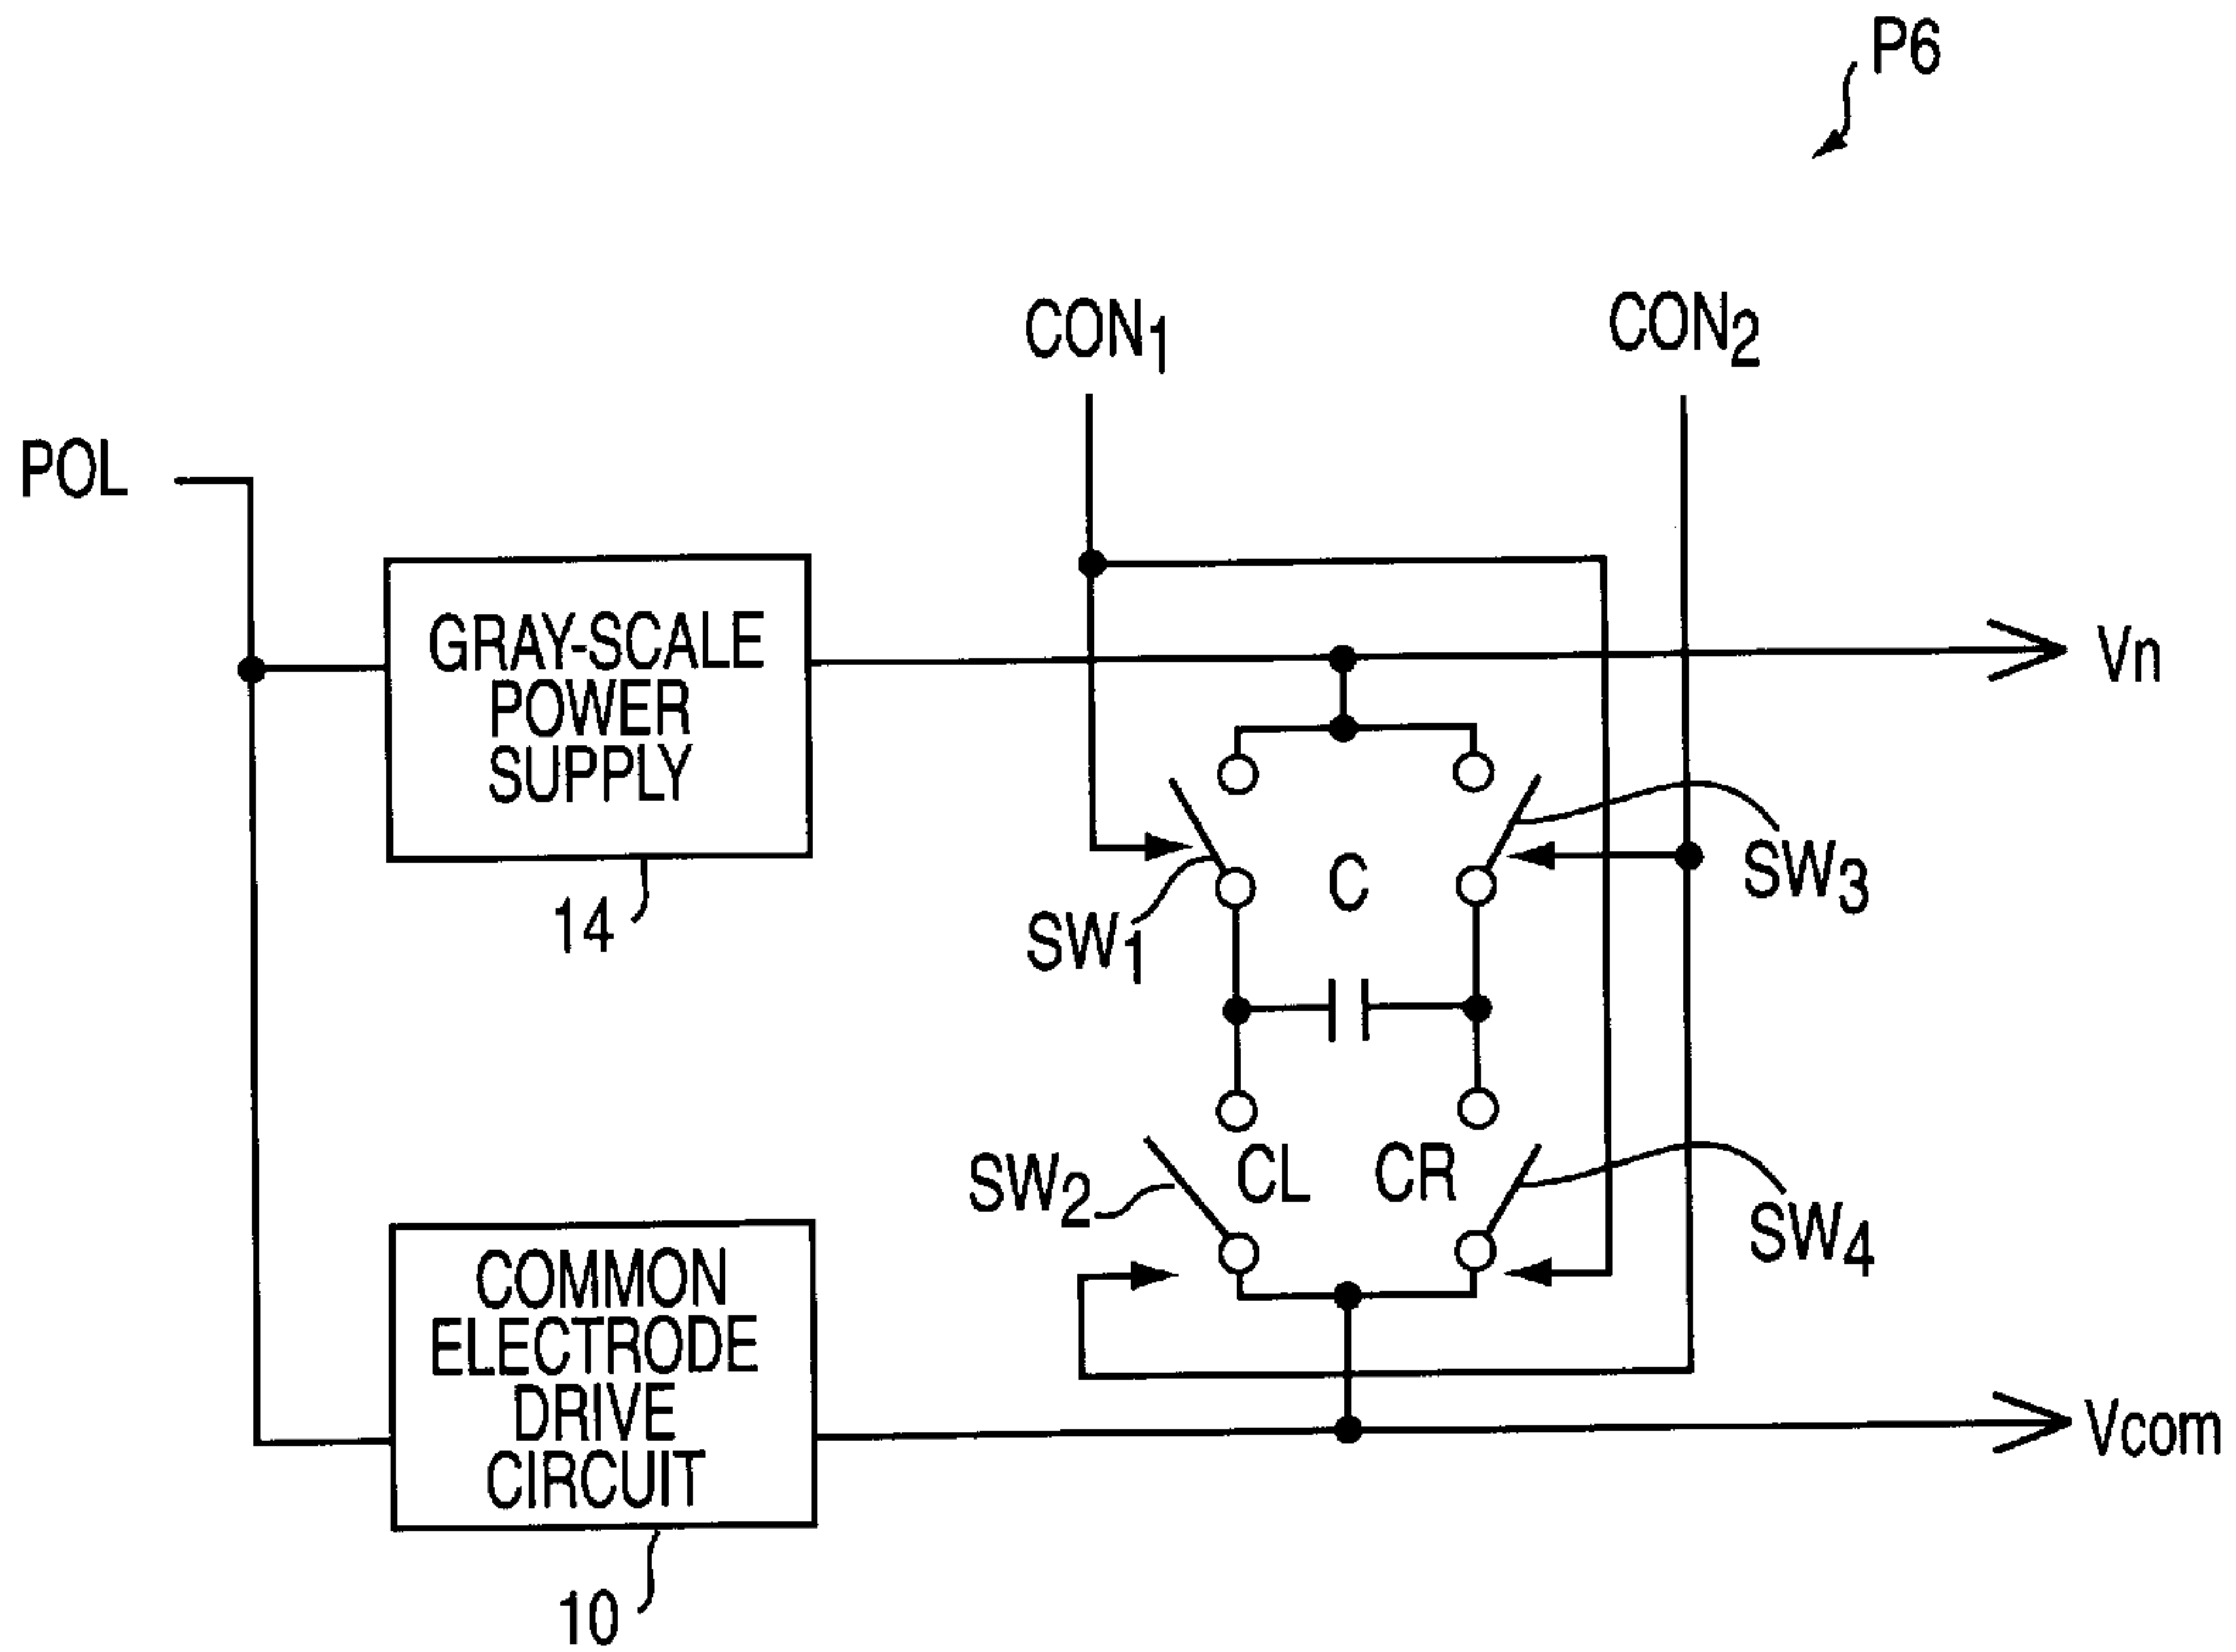 P6
CON1
CON2
POL
GRAY-SCALE
POWER
SUPPLY
Vn
14
SW1
C
SW3
SW2
CL
CR
SW4
COMMON
ELECTRODE
DRIVE
CIRCUIT
Vcom
10